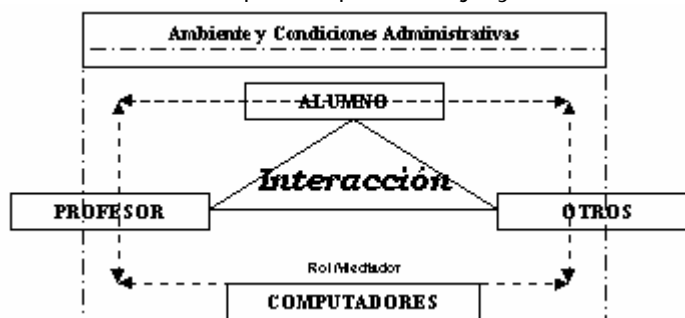 Ambiente y Condiciones Administrativas
ALUMNO
Interacción
PROFESOR
OTROS
Rol Mediador
COMPUTADORES